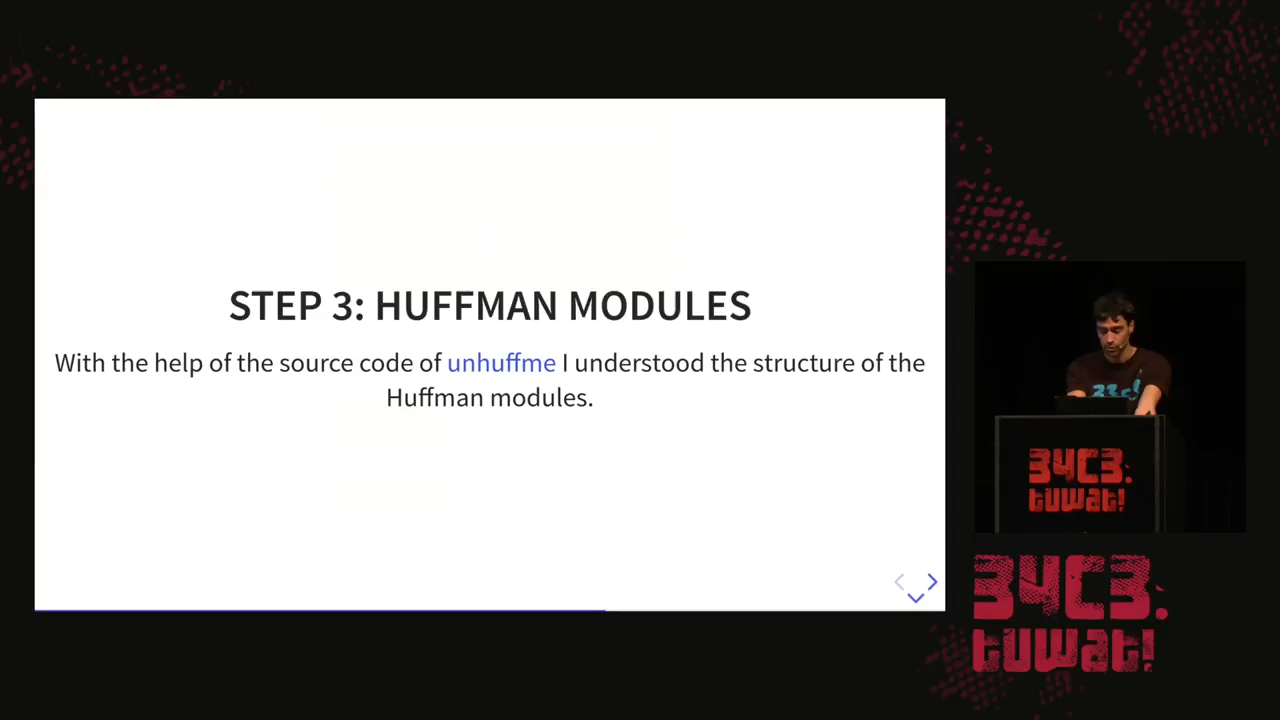 STEP 3: HUFFMAN MODULES
With the help of the source code of unhuffme I understood the structure of the
Huffman modules.
34C3.
tuwat!
34C3.
tuwat!